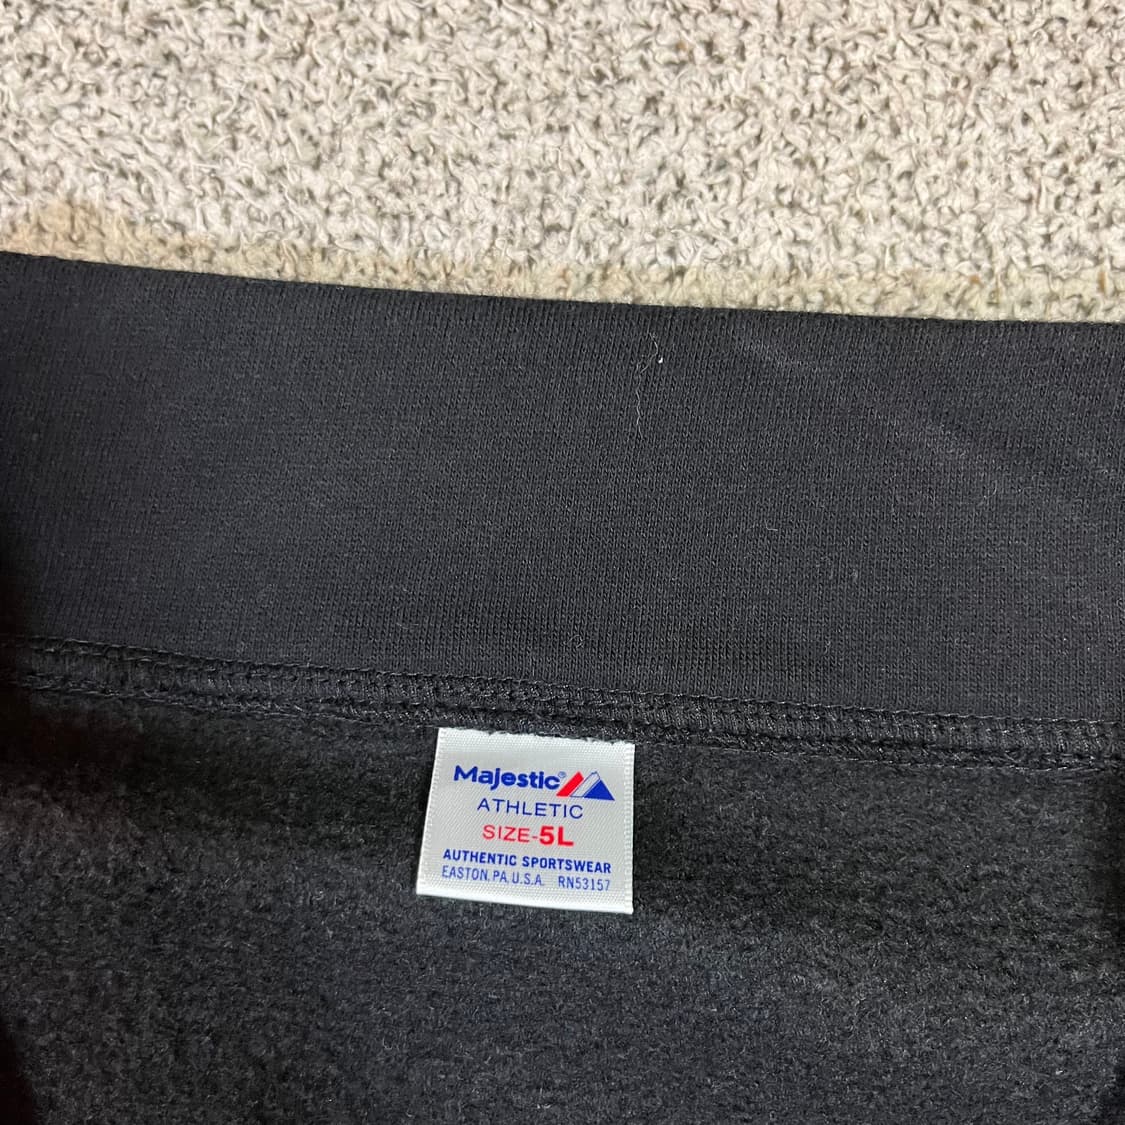 Majestic®
ATHLETIC
SIZE-5L
AUTHENTIC SPORTSWEAR
EASTON, PA, U.S.A. RN53157